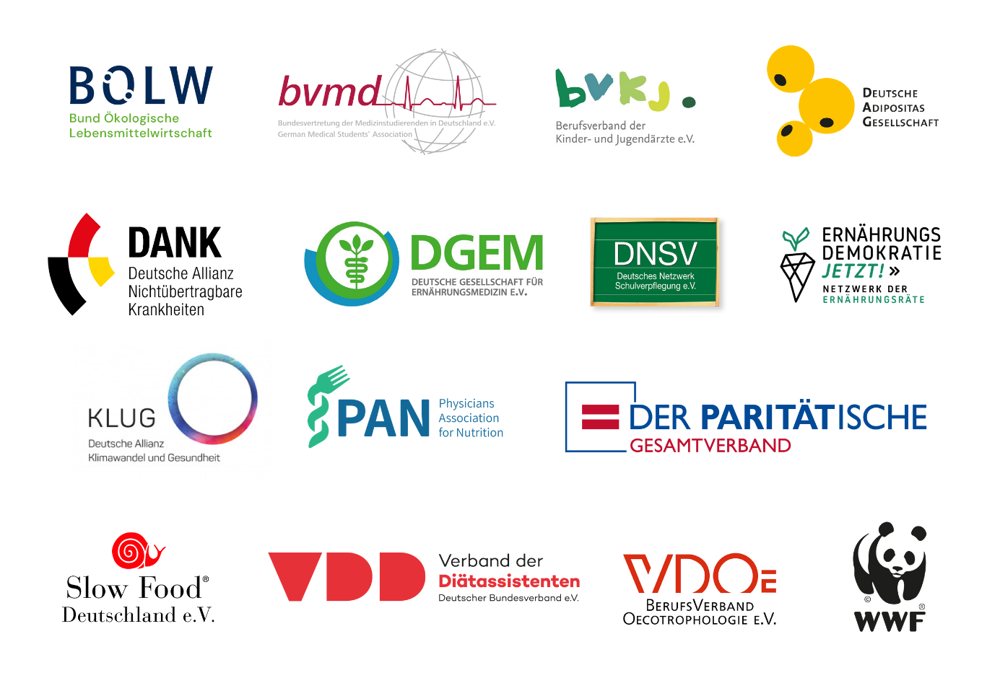 BÖLW
Bund Ökologische
Lebensmittelwirtschaft
bvmd
Bundesvertretung der Medizinstudierenden in Deutschland e.V.
German Medical Students' Association
bvkj.
Berufsverband der
Kinder- und Jugendärzte e.V.
DEUTSCHE
ADIPOSITAS
GESELLSCHAFT
DANK
Deutsche Allianz
Nichtübertragbare
Krankheiten
DGEM
DEUTSCHE GESELLSCHAFT FÜR
ERNÄHRUNGSMEDIZIN E.V.
DNSV
Deutsches Netzwerk
Schulverpflegung e.V.
ERNÄHRUNGS
DEMOKRATIE
JETZT! »
NETZWERK DER
ERNÄHRUNGSRÄTE
KLUG
Deutsche Allianz
Klimawandel und Gesundheit
PAN
Physicians
Association
for Nutrition
DER PARITÄTISCHE
GESAMTVERBAND
Slow Food®
Deutschland e.V.
VDD
Verband der
Diätassistenten
Deutscher Bundesverband e.V.
VDOE
BERUFSVERBAND
OECOTROPHOLOGIE E.V.
©
®
WWF